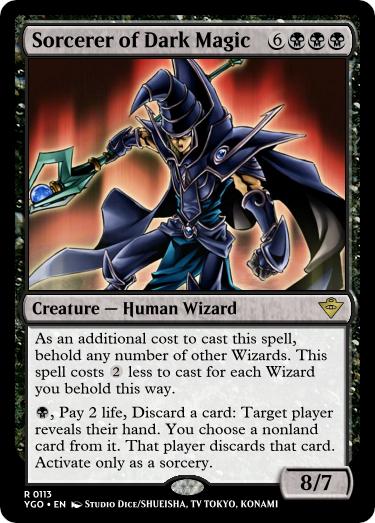 Sorcerer of Dark Magic 6
Creature — Human Wizard
As an additional cost to cast this spell,
behold any number of other Wizards. This
spell costs 2 less to cast for each Wizard
you behold this way.
, Pay 2 life, Discard a card: Target player
reveals their hand. You choose a nonland
card from it. That player discards that card.
Activate only as a sorcery.
8/7
R 0113
YGO • EN Studio Dice/SHUEISHA, TV TOKYO, KONAMI